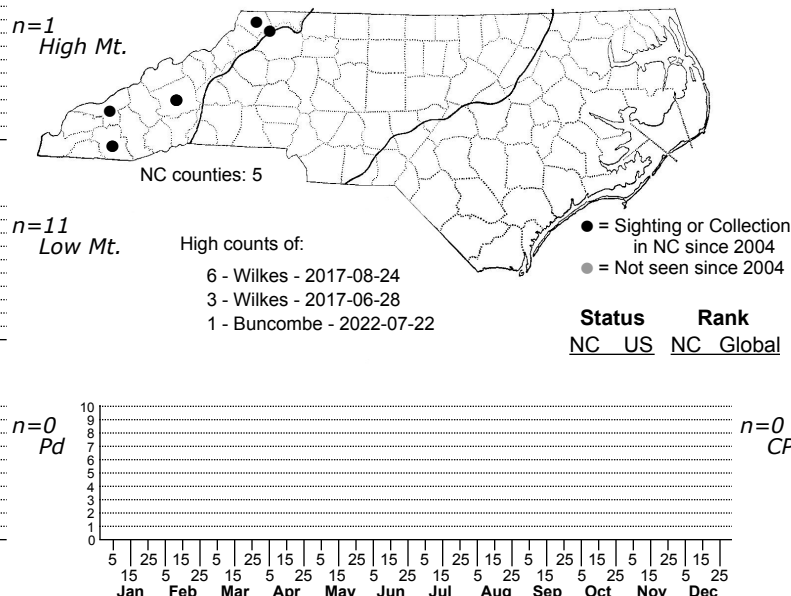 n=1
High Mt.
NC counties: 5
n=11
Low Mt.
High counts of:
6 - Wilkes - 2017-08-24
3 - Wilkes - 2017-06-28
1 - Buncombe - 2022-07-22
● = Sighting or Collection
in NC since 2004
● = Not seen since 2004
Status Rank
NC US NC Global
n=0
Pd
10
9
8
7
6
5
4
3
2
1
0
n=0
CP
5 25 15 5 25 15 5 25 15 5 25 15 5 25 15 5 25 15
15 5 25 15 5 25 15 5 25 15 5 25 15 5 25 15 5 25
Jan Feb Mar Apr May Jun Jul Aug Sep Oct Nov Dec